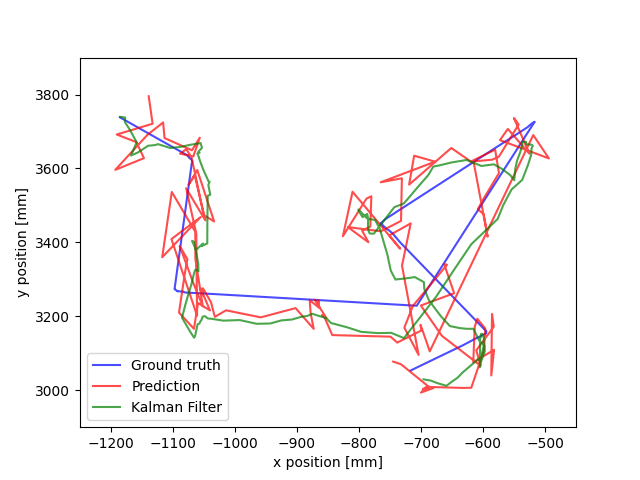 3800
3600
3400
3200
3000
y position [mm]
Ground truth
Prediction
Kalman Filter
−1200 −1100 −1000 −900 −800 −700 −600 −500
x position [mm]